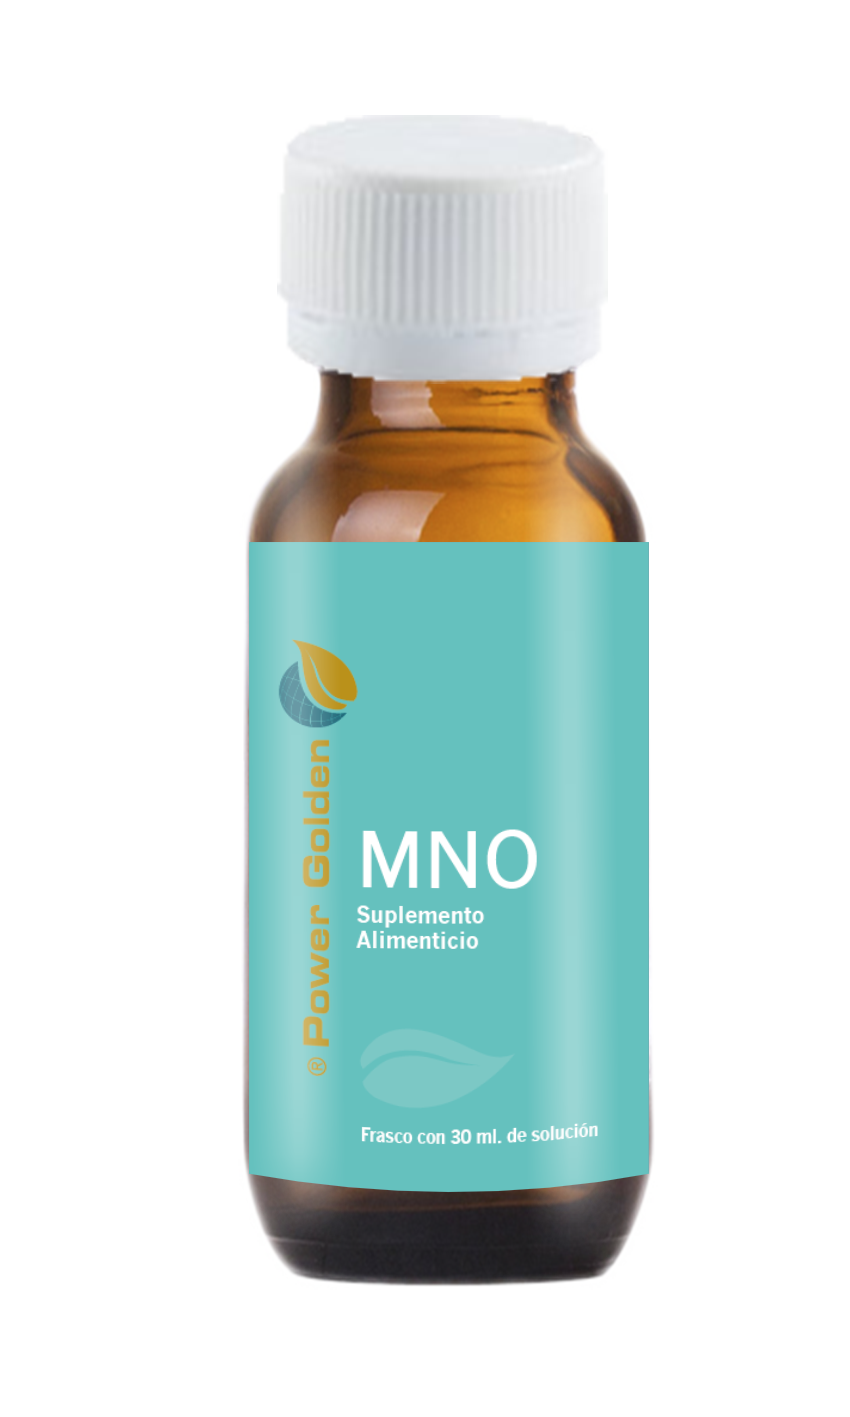 ® Power Golden
MNO
Suplemento
Alimenticio
Frasco con 30 ml. de solución